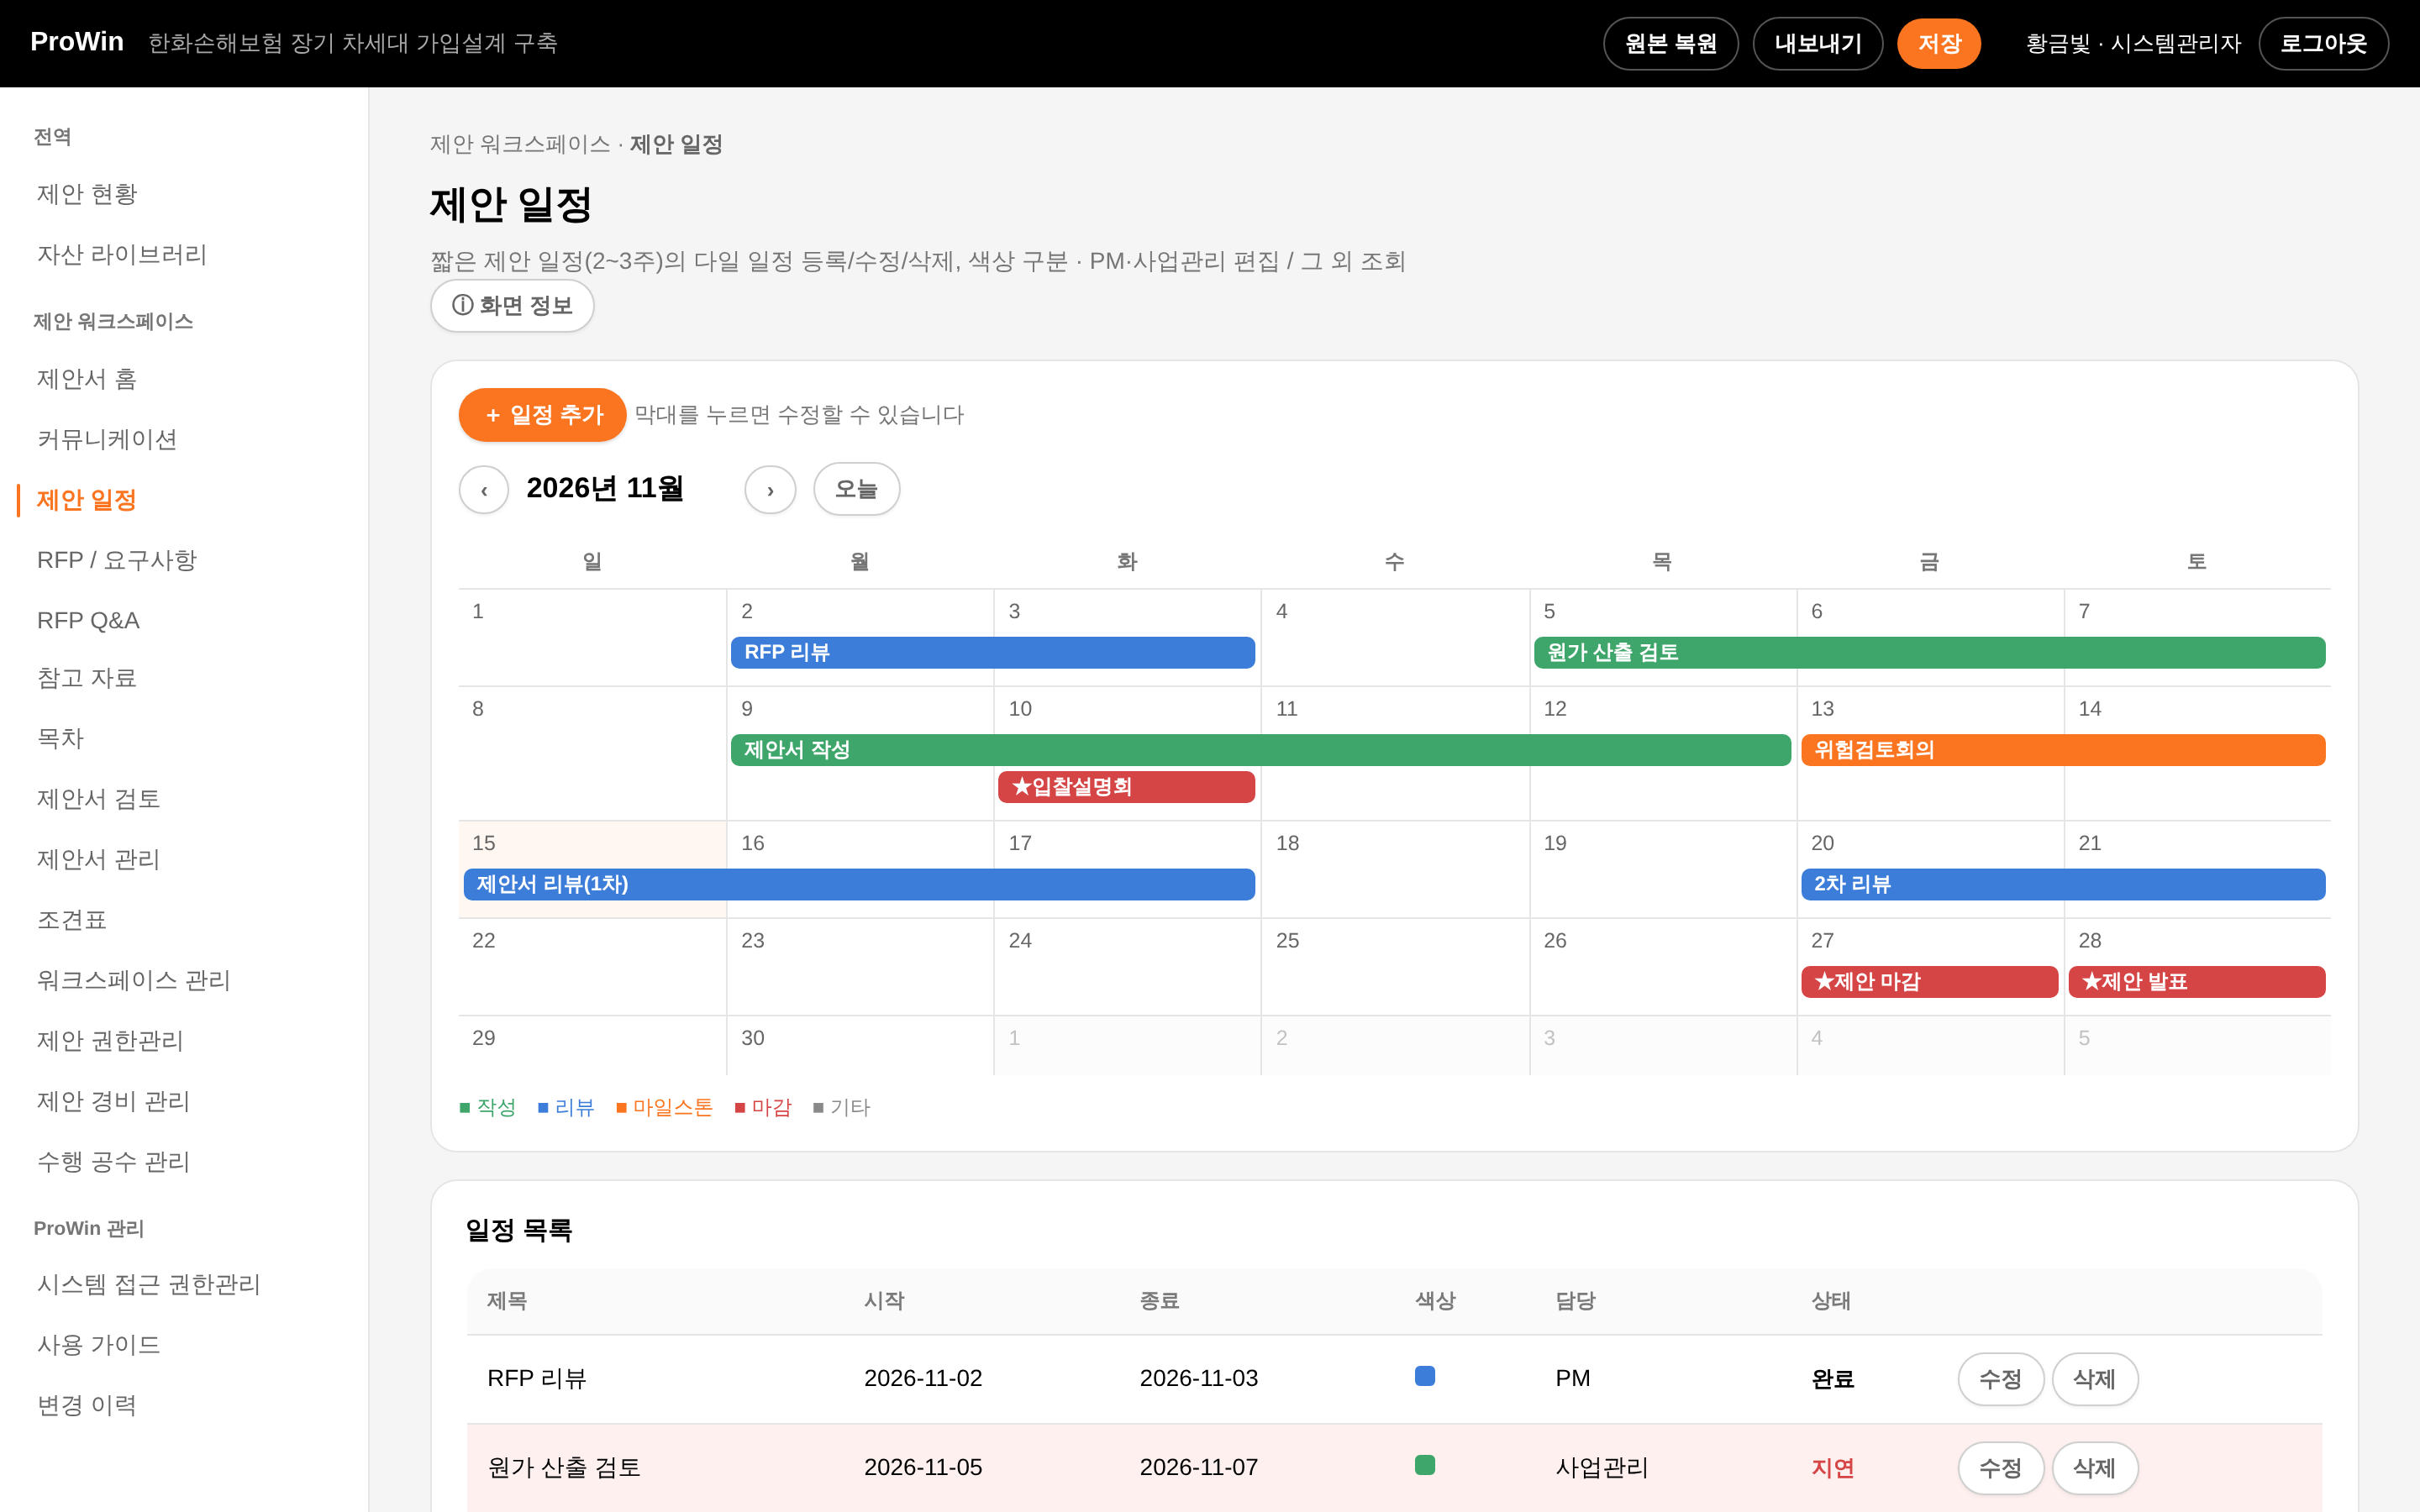 ProWin 한화손해보험 장기 차세대 가입설계 구축 원본 복원 내보내기 저장 황금빛 · 시스템관리자 로그아웃
전역
제안 현황
자산 라이브러리
제안 워크스페이스
제안서 홈
커뮤니케이션
제안 일정
RFP / 요구사항
RFP Q&A
참고 자료
목차
제안서 검토
제안서 관리
조견표
워크스페이스 관리
제안 권한관리
제안 경비 관리
수행 공수 관리
ProWin 관리
시스템 접근 권한관리
사용 가이드
변경 이력
제안 워크스페이스 · 제안 일정
제안 일정
짧은 제안 일정(2~3주)의 다일 일정 등록/수정/삭제, 색상 구분 · PM·사업관리 편집 / 그 외 조회
ⓘ 화면 정보
+ 일정 추가 막대를 누르면 수정할 수 있습니다
‹ 2026년 11월 › 오늘
일 월 화 수 목 금 토
1 2 3 4 5 6 7
RFP 리뷰 원가 산출 검토
8 9 10 11 12 13 14
제안서 작성 위험검토회의
★입찰설명회
15 16 17 18 19 20 21
제안서 리뷰(1차) 2차 리뷰
22 23 24 25 26 27 28
★제안 마감 ★제안 발표
29 30 1 2 3 4 5
■ 작성 ■ 리뷰 ■ 마일스톤 ■ 마감 ■ 기타
일정 목록
제목 시작 종료 색상 담당 상태
RFP 리뷰 2026-11-02 2026-11-03 PM 완료 수정 삭제
원가 산출 검토 2026-11-05 2026-11-07 사업관리 지연 수정 삭제